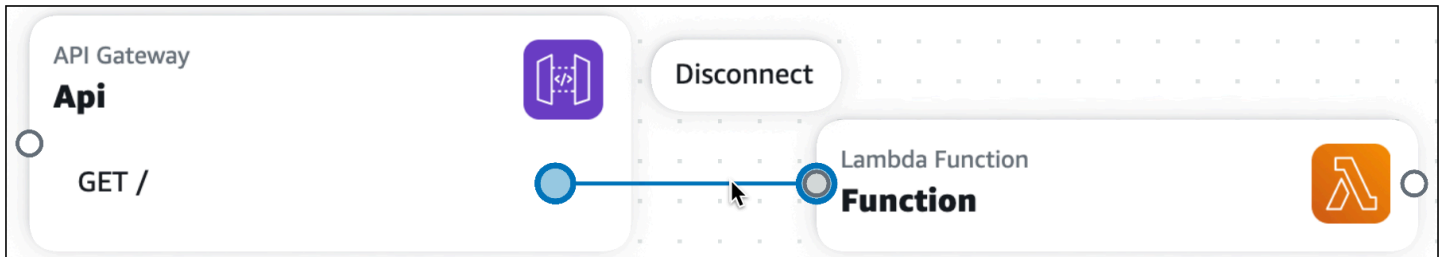 API Gateway
Api
</>
GET /
Disconnect
Lambda Function
Function